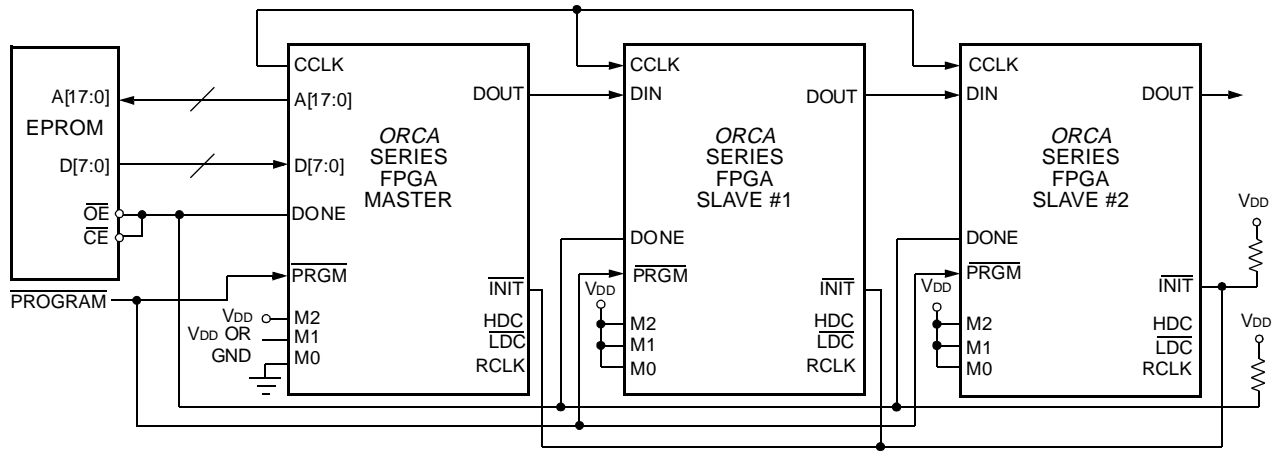 A[17:0]
EPROM
D[7:0]
OE
CE
PROGRAM
CCLK
A[17:0]
DOUT
D[7:0]
ORCA
SERIES
FPGA
MASTER
DONE
PRGM
INIT
VDD
M2
HDC
VDD OR
M1
LDC
GND
M0
RCLK
CCLK
DIN
DOUT
ORCA
SERIES
FPGA
SLAVE #1
DONE
PRGM
VDD
INIT
M2
HDC
M1
LDC
M0
RCLK
CCLK
DIN
DOUT
ORCA
SERIES
FPGA
SLAVE #2
DONE
PRGM
VDD
INIT
M2
HDC
M1
LDC
M0
RCLK
VDD
VDD